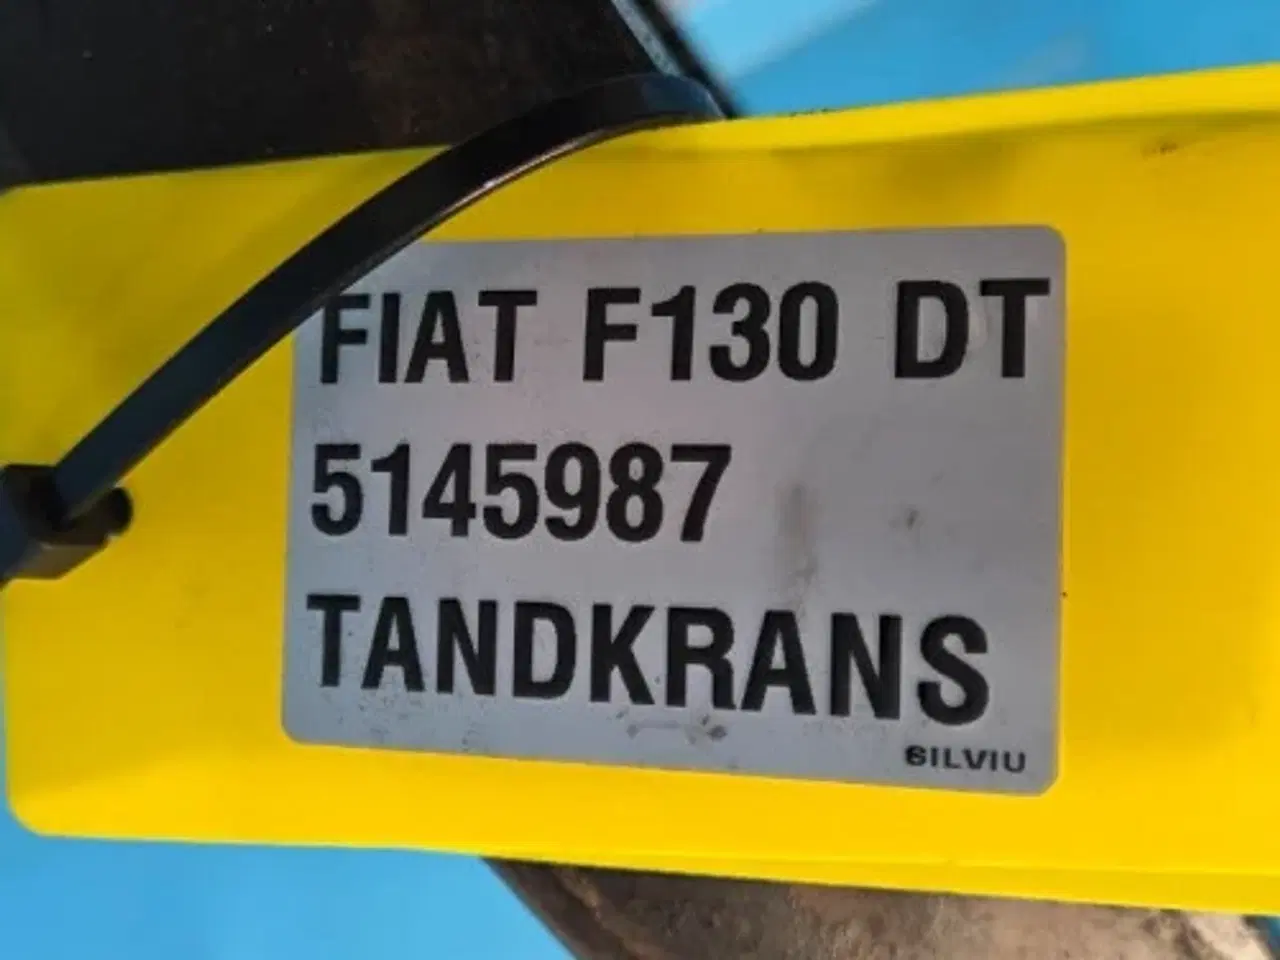 FIAT F130 DT
5145987
TANDKRANS
SILVIU